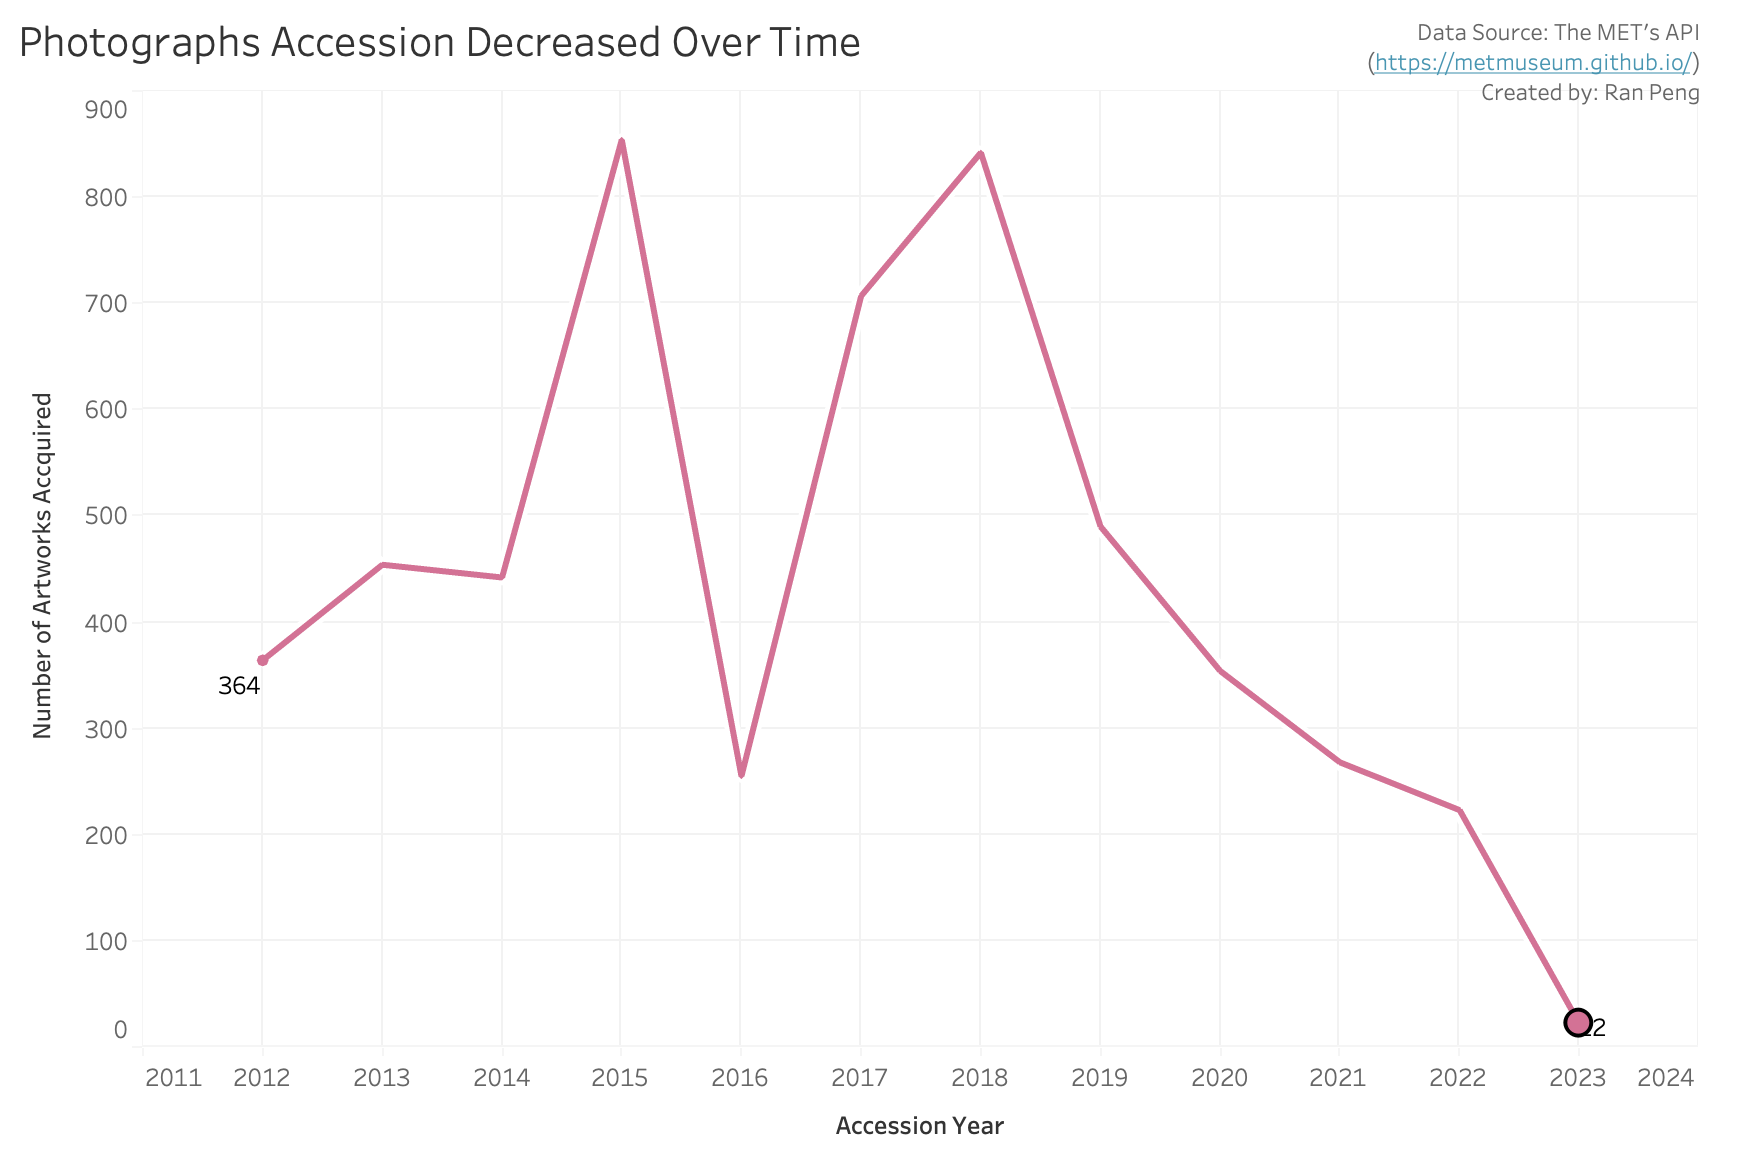 Photographs Accession Decreased Over Time
Data Source: The MET’s API
(https://metmuseum.github.io/)
Created by: Ran Peng
Number of Artworks Accquired
900
800
700
600
500
400
300
200
100
0
364
2011 2012 2013 2014 2015 2016 2017 2018 2019 2020 2021 2022 2023 2024
Accession Year